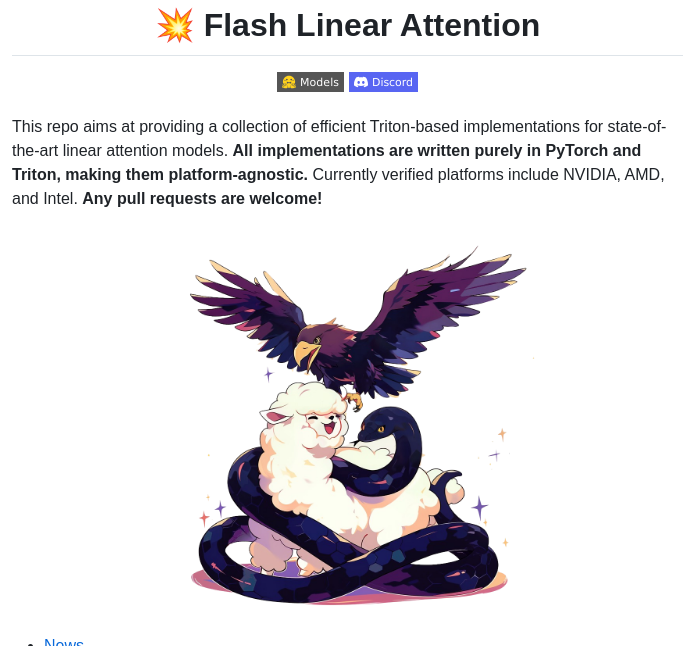 💥 Flash Linear Attention
🤗 Models Discord
This repo aims at providing a collection of efficient Triton-based implementations for state-of-
the-art linear attention models. All implementations are written purely in PyTorch and
Triton, making them platform-agnostic. Currently verified platforms include NVIDIA, AMD,
and Intel. Any pull requests are welcome!
• News